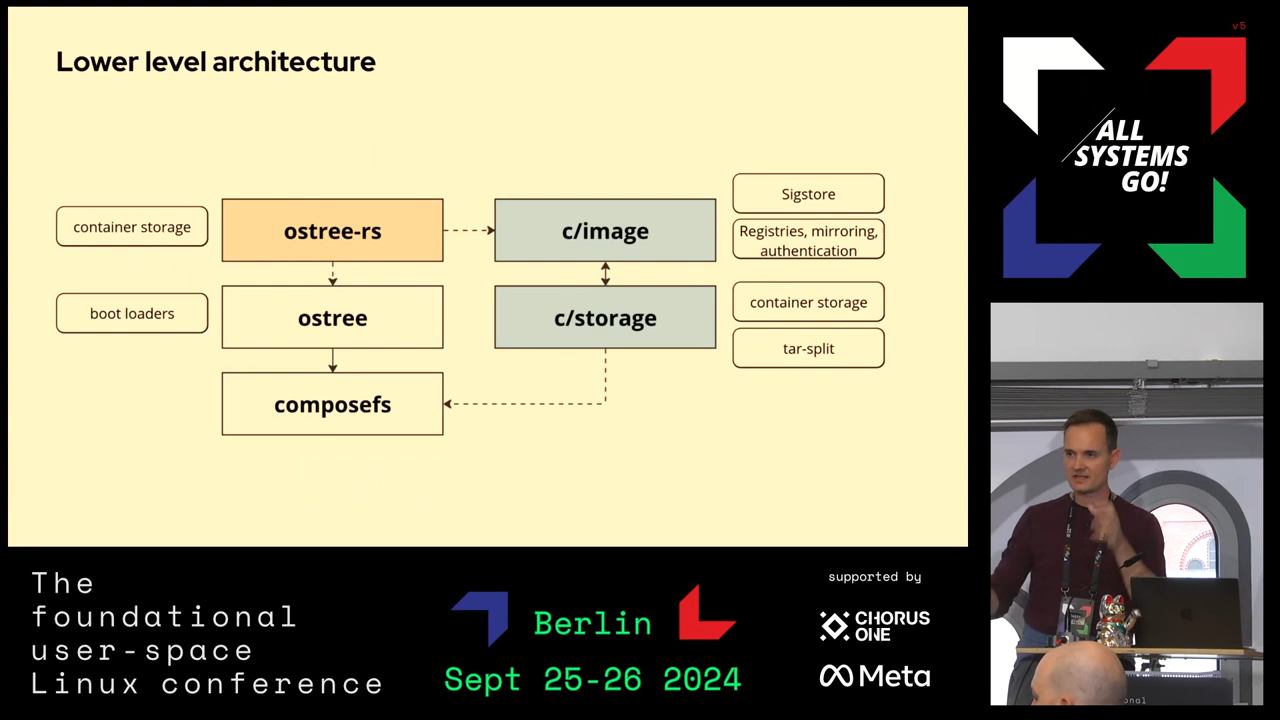 Lower level architecture
container storage
ostree-rs
c/image
Sigstore
Registries, mirroring,
authentication
boot loaders
ostree
c/storage
container storage
tar-split
composefs
v5
ALL
SYSTEMS
GO!
The
foundational
user-space
Linux conference
Berlin
Sept 25-26 2024
supported by
CHORUS
ONE
Meta